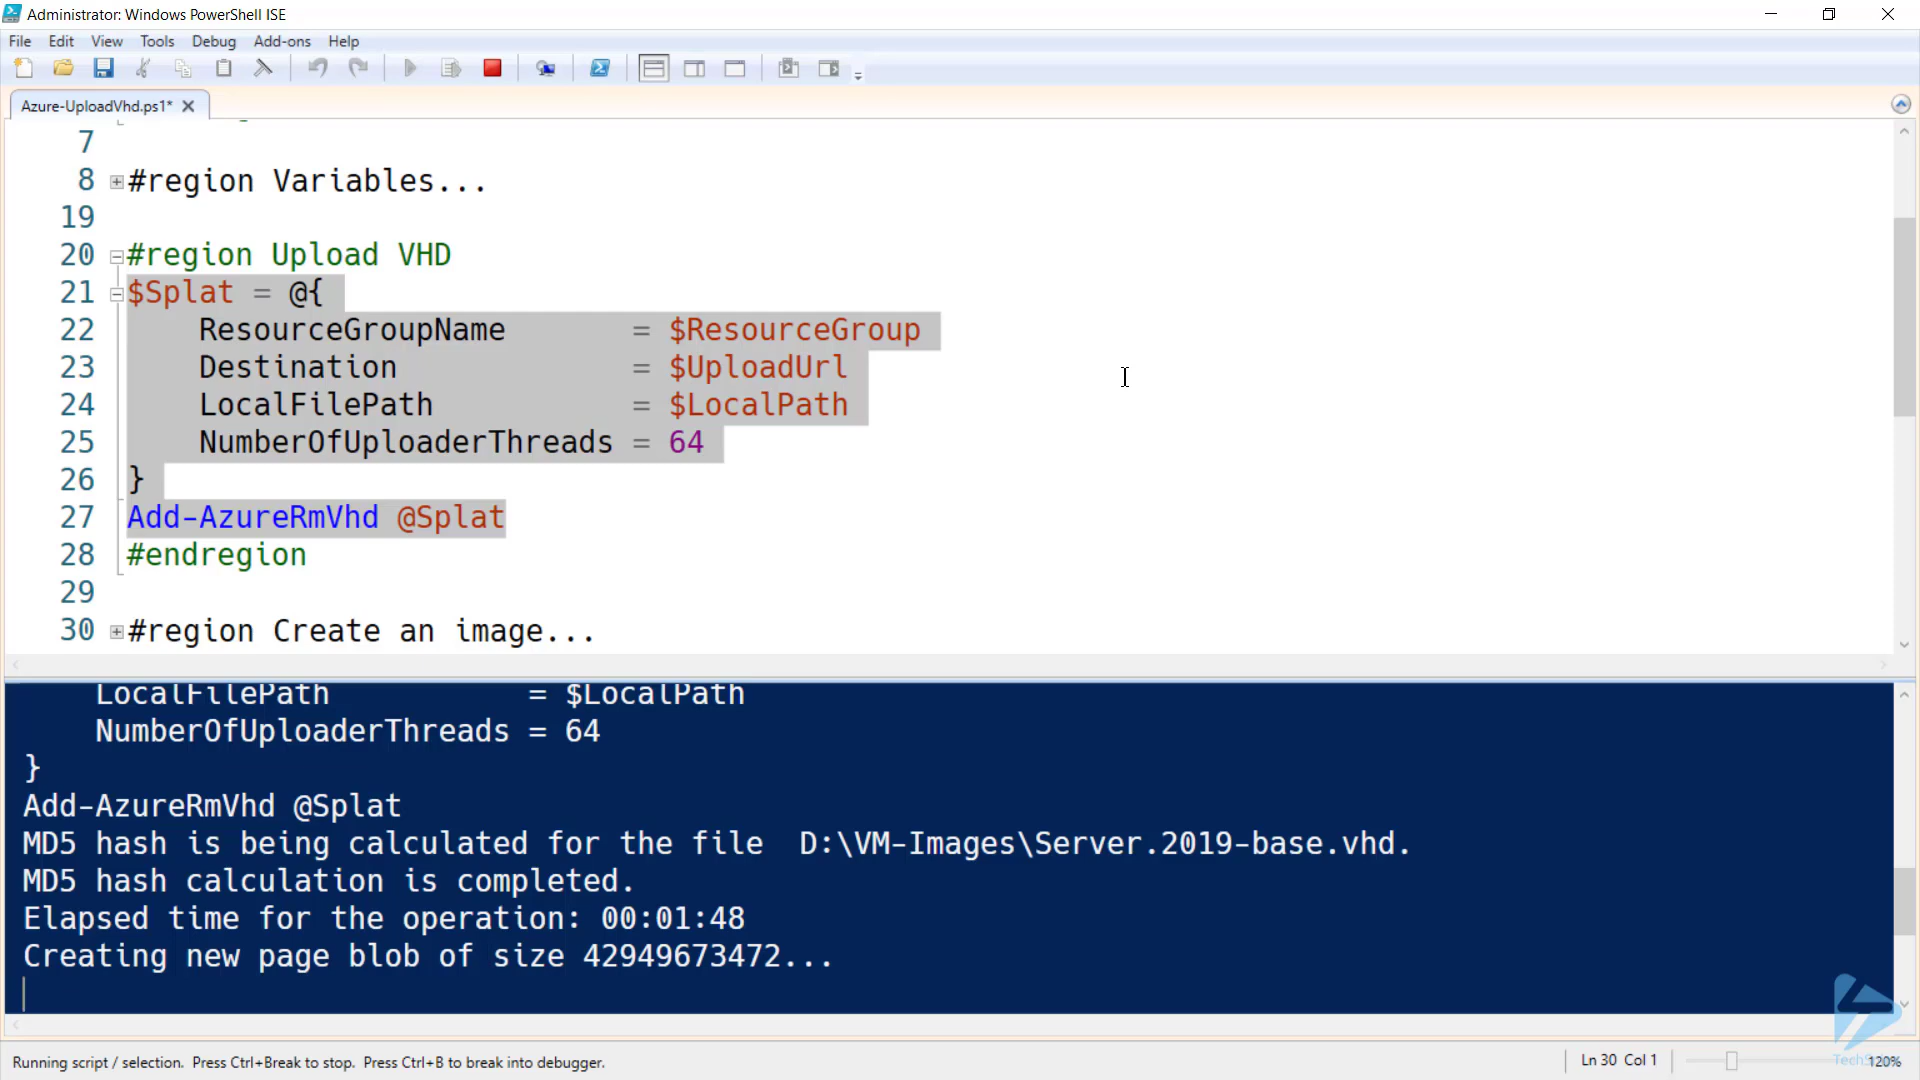 Administrator: Windows PowerShell ISE
File Edit View Tools Debug Add-ons Help
Azure-UploadVhd.ps1*
7
8 #region Variables...
19
20 #region Upload VHD
21 $Splat = @{
22 ResourceGroupName = $ResourceGroup
23 Destination = $UploadUrl
24 LocalFilePath = $LocalPath
25 NumberOfUploaderThreads = 64
26 }
27 Add-AzureRmVhd @Splat
28 #endregion
29
30 #region Create an image...
LocalFilePath = $LocalPath
NumberOfUploaderThreads = 64
}
Add-AzureRmVhd @Splat
MD5 hash is being calculated for the file  D:\VM-Images\Server.2019-base.vhd.
MD5 hash calculation is completed.
Elapsed time for the operation: 00:01:48
Creating new page blob of size 42949673472...
Running script / selection. Press Ctrl+Break to stop. Press Ctrl+B to break into debugger.
Ln 30 Col 1
120%